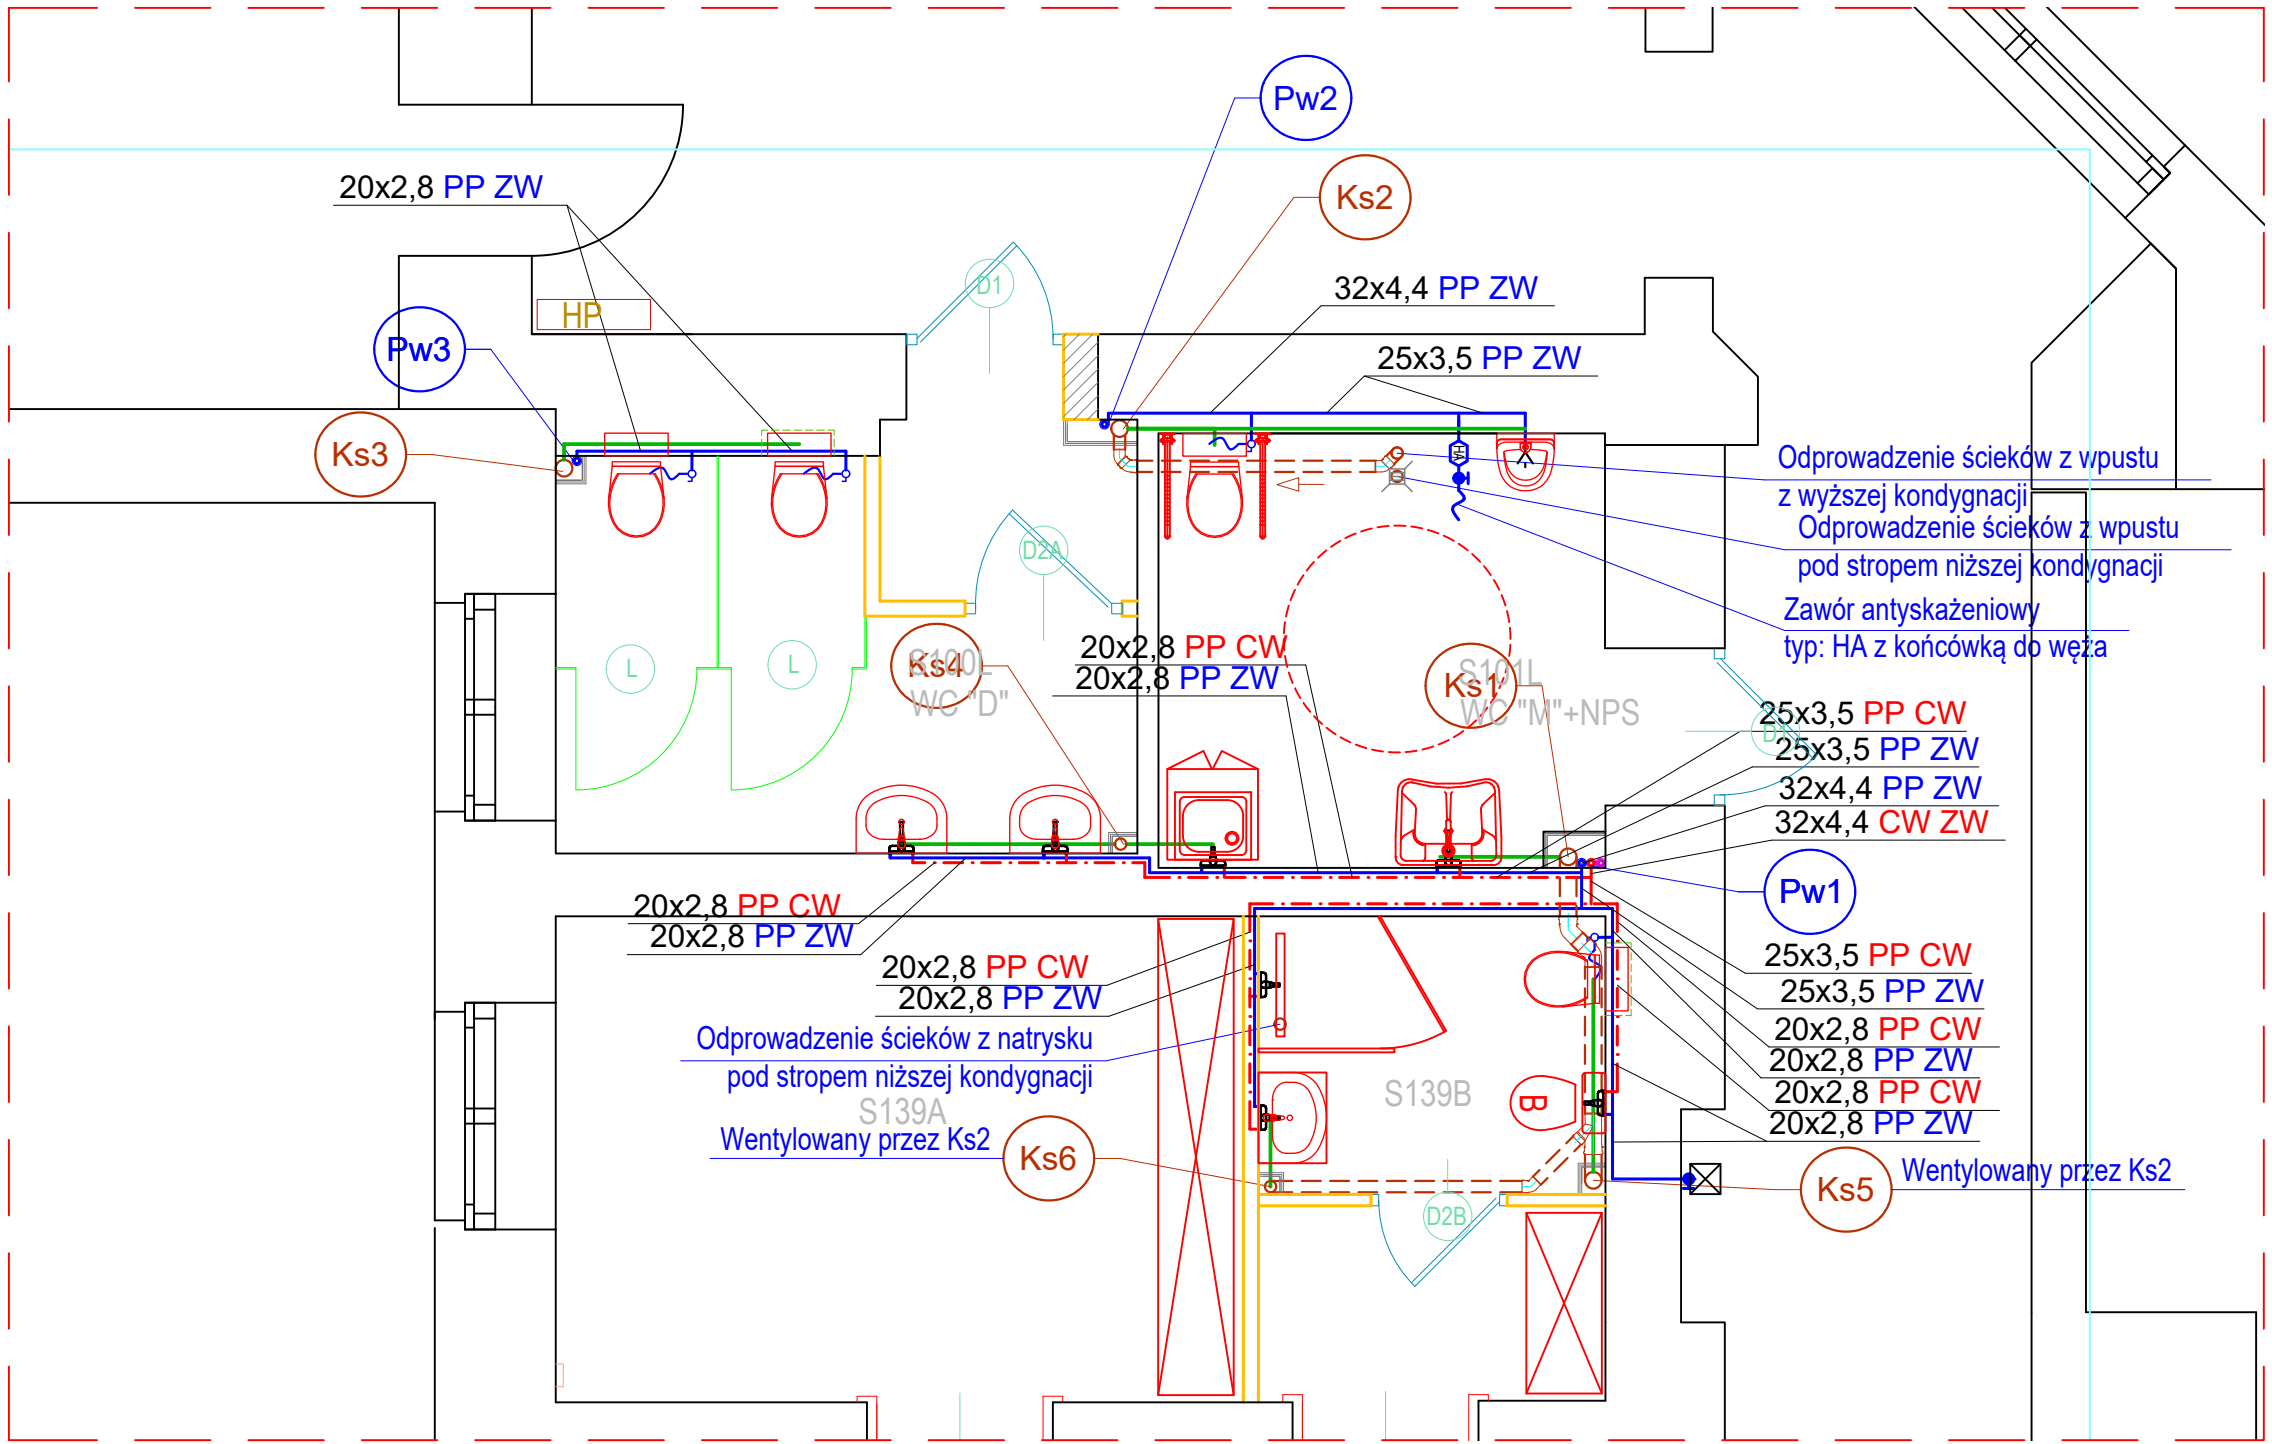 Pw2
Ks2
20x2,8 PP ZW
D1
32x4,4 PP ZW
HP
Pw3
25x3,5 PP ZW
Ks3
HA
Odprowadzenie ścieków z wpustu
z wyższej kondygnacji
Odprowadzenie ścieków z wpustu
pod stropem niższej kondygnacji
D2A
Zawór antyskażeniowy
typ: HA z końcówką do węża
L
L
Ks4
S100L
WC "D"
20x2,8 PP CW
20x2,8 PP ZW
Ks1
S101L
WC "M"+NPS
25x3,5 PP CW
D1
25x3,5 PP ZW
32x4,4 PP ZW
32x4,4 CW ZW
Pw1
20x2,8 PP CW
20x2,8 PP ZW
20x2,8 PP CW
20x2,8 PP ZW
25x3,5 PP CW
25x3,5 PP ZW
20x2,8 PP CW
20x2,8 PP ZW
20x2,8 PP CW
20x2,8 PP ZW
Odprowadzenie ścieków z natrysku
pod stropem niższej kondygnacji
S139A
S139B
B
Wentylowany przez Ks2
Ks6
Ks5
Wentylowany przez Ks2
D2B